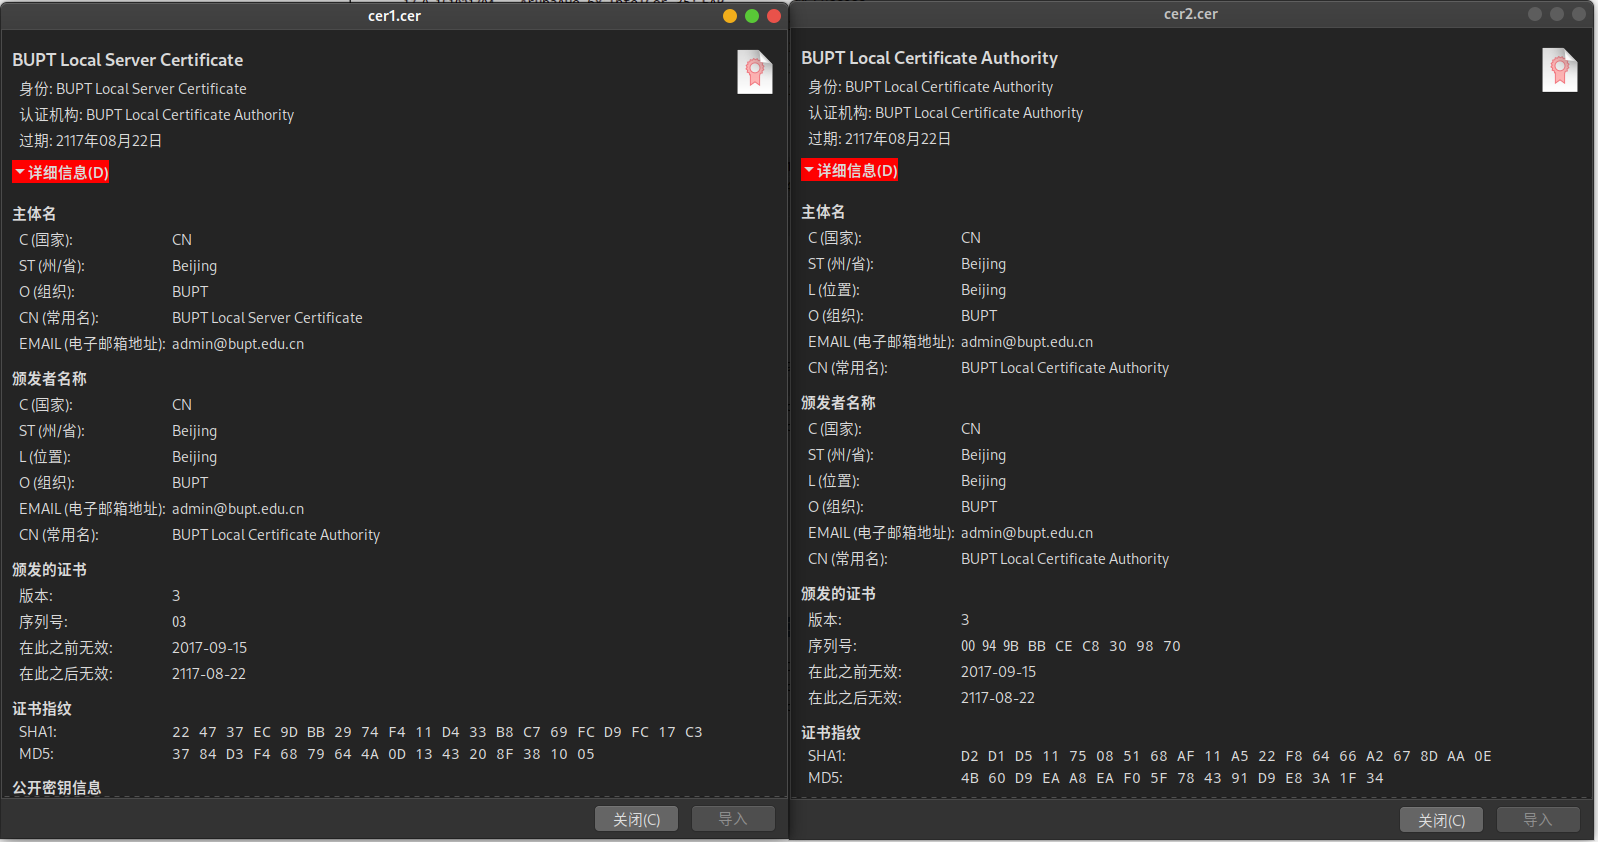 cer1.cer
BUPT Local Server Certificate
身份: BUPT Local Server Certificate
认证机构: BUPT Local Certificate Authority
过期: 2117年08月22日
详细信息(D)
主体名
C (国家): CN
ST (州/省): Beijing
O (组织): BUPT
CN (常用名): BUPT Local Server Certificate
EMAIL (电子邮箱地址): admin@bupt.edu.cn
颁发者名称
C (国家): CN
ST (州/省): Beijing
L (位置): Beijing
O (组织): BUPT
EMAIL (电子邮箱地址): admin@bupt.edu.cn
CN (常用名): BUPT Local Certificate Authority
颁发的证书
版本: 3
序列号: 03
在此之前无效: 2017-09-15
在此之后无效: 2117-08-22
证书指纹
SHA1: 22 47 37 EC 9D BB 29 74 F4 11 D4 33 B8 C7 69 FC D9 FC 17 C3
MD5: 37 84 D3 F4 68 79 64 4A 0D 13 43 20 8F 38 10 05
公开密钥信息
关闭(C) 导入
cer2.cer
BUPT Local Certificate Authority
身份: BUPT Local Certificate Authority
认证机构: BUPT Local Certificate Authority
过期: 2117年08月22日
详细信息(D)
主体名
C (国家): CN
ST (州/省): Beijing
L (位置): Beijing
O (组织): BUPT
EMAIL (电子邮箱地址): admin@bupt.edu.cn
CN (常用名): BUPT Local Certificate Authority
颁发者名称
C (国家): CN
ST (州/省): Beijing
L (位置): Beijing
O (组织): BUPT
EMAIL (电子邮箱地址): admin@bupt.edu.cn
CN (常用名): BUPT Local Certificate Authority
颁发的证书
版本: 3
序列号: 00 94 9B BB CE C8 30 98 70
在此之前无效: 2017-09-15
在此之后无效: 2117-08-22
证书指纹
SHA1: D2 D1 D5 11 75 08 51 68 AF 11 A5 22 F8 64 66 A2 67 8D AA 0E
MD5: 4B 60 D9 EA A8 EA F0 5F 78 43 91 D9 E8 3A 1F 34
关闭(C) 导入